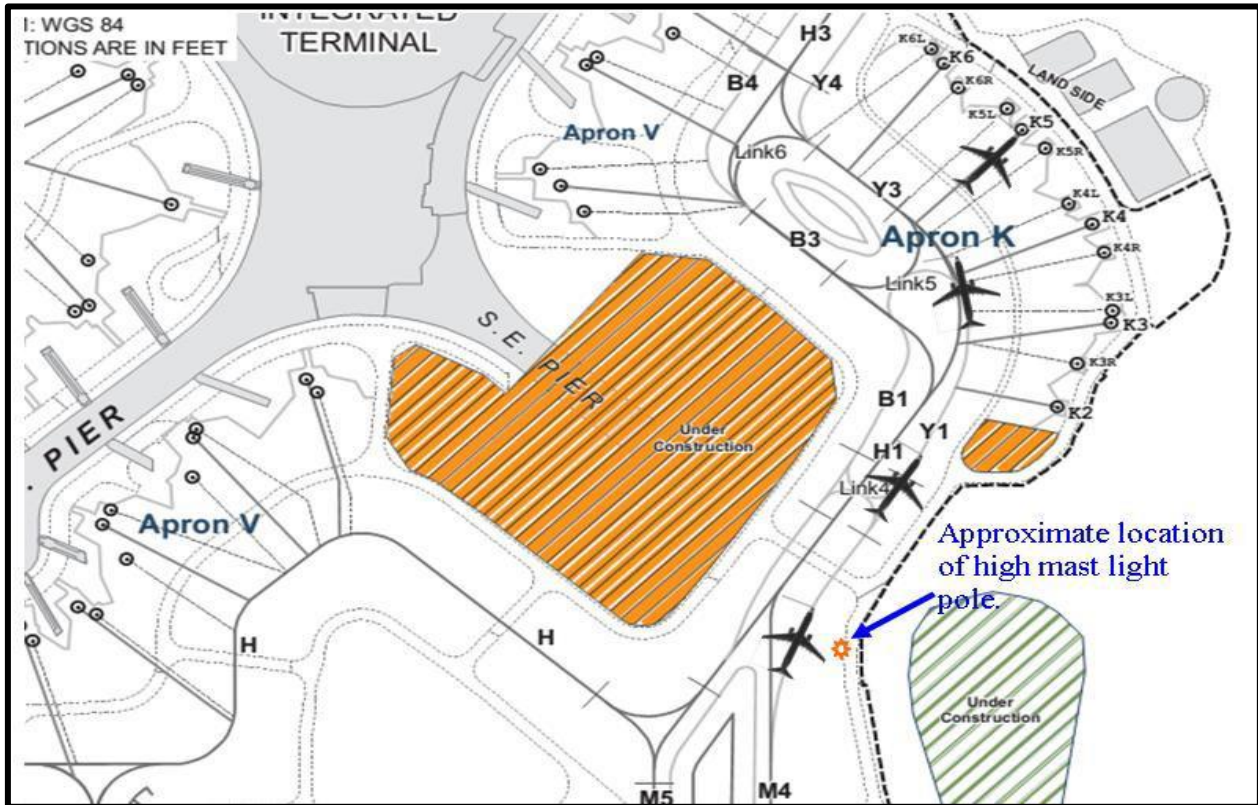 I: WGS 84
TIONS ARE IN FEET
INTEGRATED
TERMINAL
H3
B4
Y4
K6L
K6
K6R
LAND SIDE
K5L
K5
K5R
Apron V
Link6
Y3
K4L
K4
B3
Apron K
K4R
Link5
K3L
K3
S.E. PIER
K3R
B1
K2
. PIER
Under
Construction
Y1
H1
Link4
Apron V
Approximate location
of high mast light
pole.
H
H
Under
Construction
M5
M4